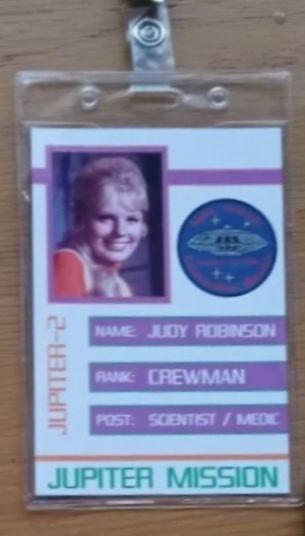 JUPITER-2
NAME: JUDY ROBINSON
RANK: CREWMAN
POST: SCIENTIST / MEDIC
JUPITER MISSION